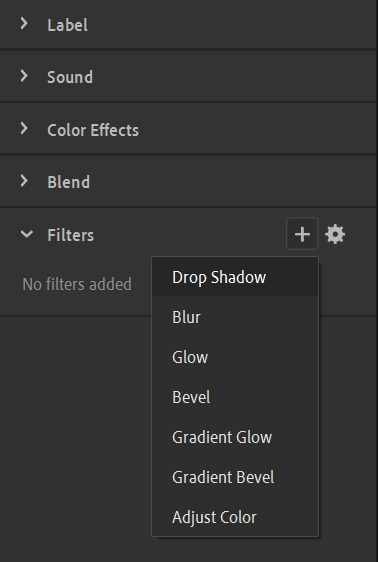 Label
Sound
Color Effects
Blend
Filters
No filters added
Drop Shadow
Blur
Glow
Bevel
Gradient Glow
Gradient Bevel
Adjust Color